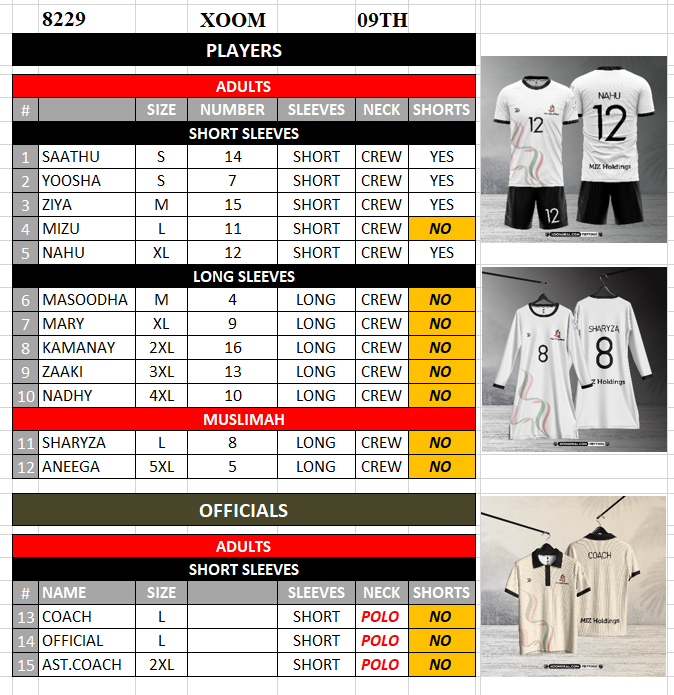 8229 XOOM 09TH
PLAYERS
ADULTS
# SIZE NUMBER SLEEVES NECK SHORTS
SHORT SLEEVES
1 SAATHU S 14 SHORT CREW YES
2 YOOSHA S 7 SHORT CREW YES
3 ZIYA M 15 SHORT CREW YES
4 MIZU L 11 SHORT CREW NO
5 NAHU XL 12 SHORT CREW YES
LONG SLEEVES
6 MASOODHA M 4 LONG CREW NO
7 MARY XL 9 LONG CREW NO
8 KAMANAY 2XL 16 LONG CREW NO
9 ZAAKI 3XL 13 LONG CREW NO
10 NADHY 4XL 10 LONG CREW NO
MUSLIMAH
11 SHARYZA L 8 LONG CREW NO
12 ANEEGA 5XL 5 LONG CREW NO
OFFICIALS
ADULTS
SHORT SLEEVES
# NAME SIZE SLEEVES NECK SHORTS
13 COACH L SHORT POLO NO
14 OFFICIAL L SHORT POLO NO
15 AST.COACH 2XL SHORT POLO NO
NAHU
12
12
MIZ Holdings
12
SHARYZA
8
8
Z Holdings
COACH
MIZ Holdings